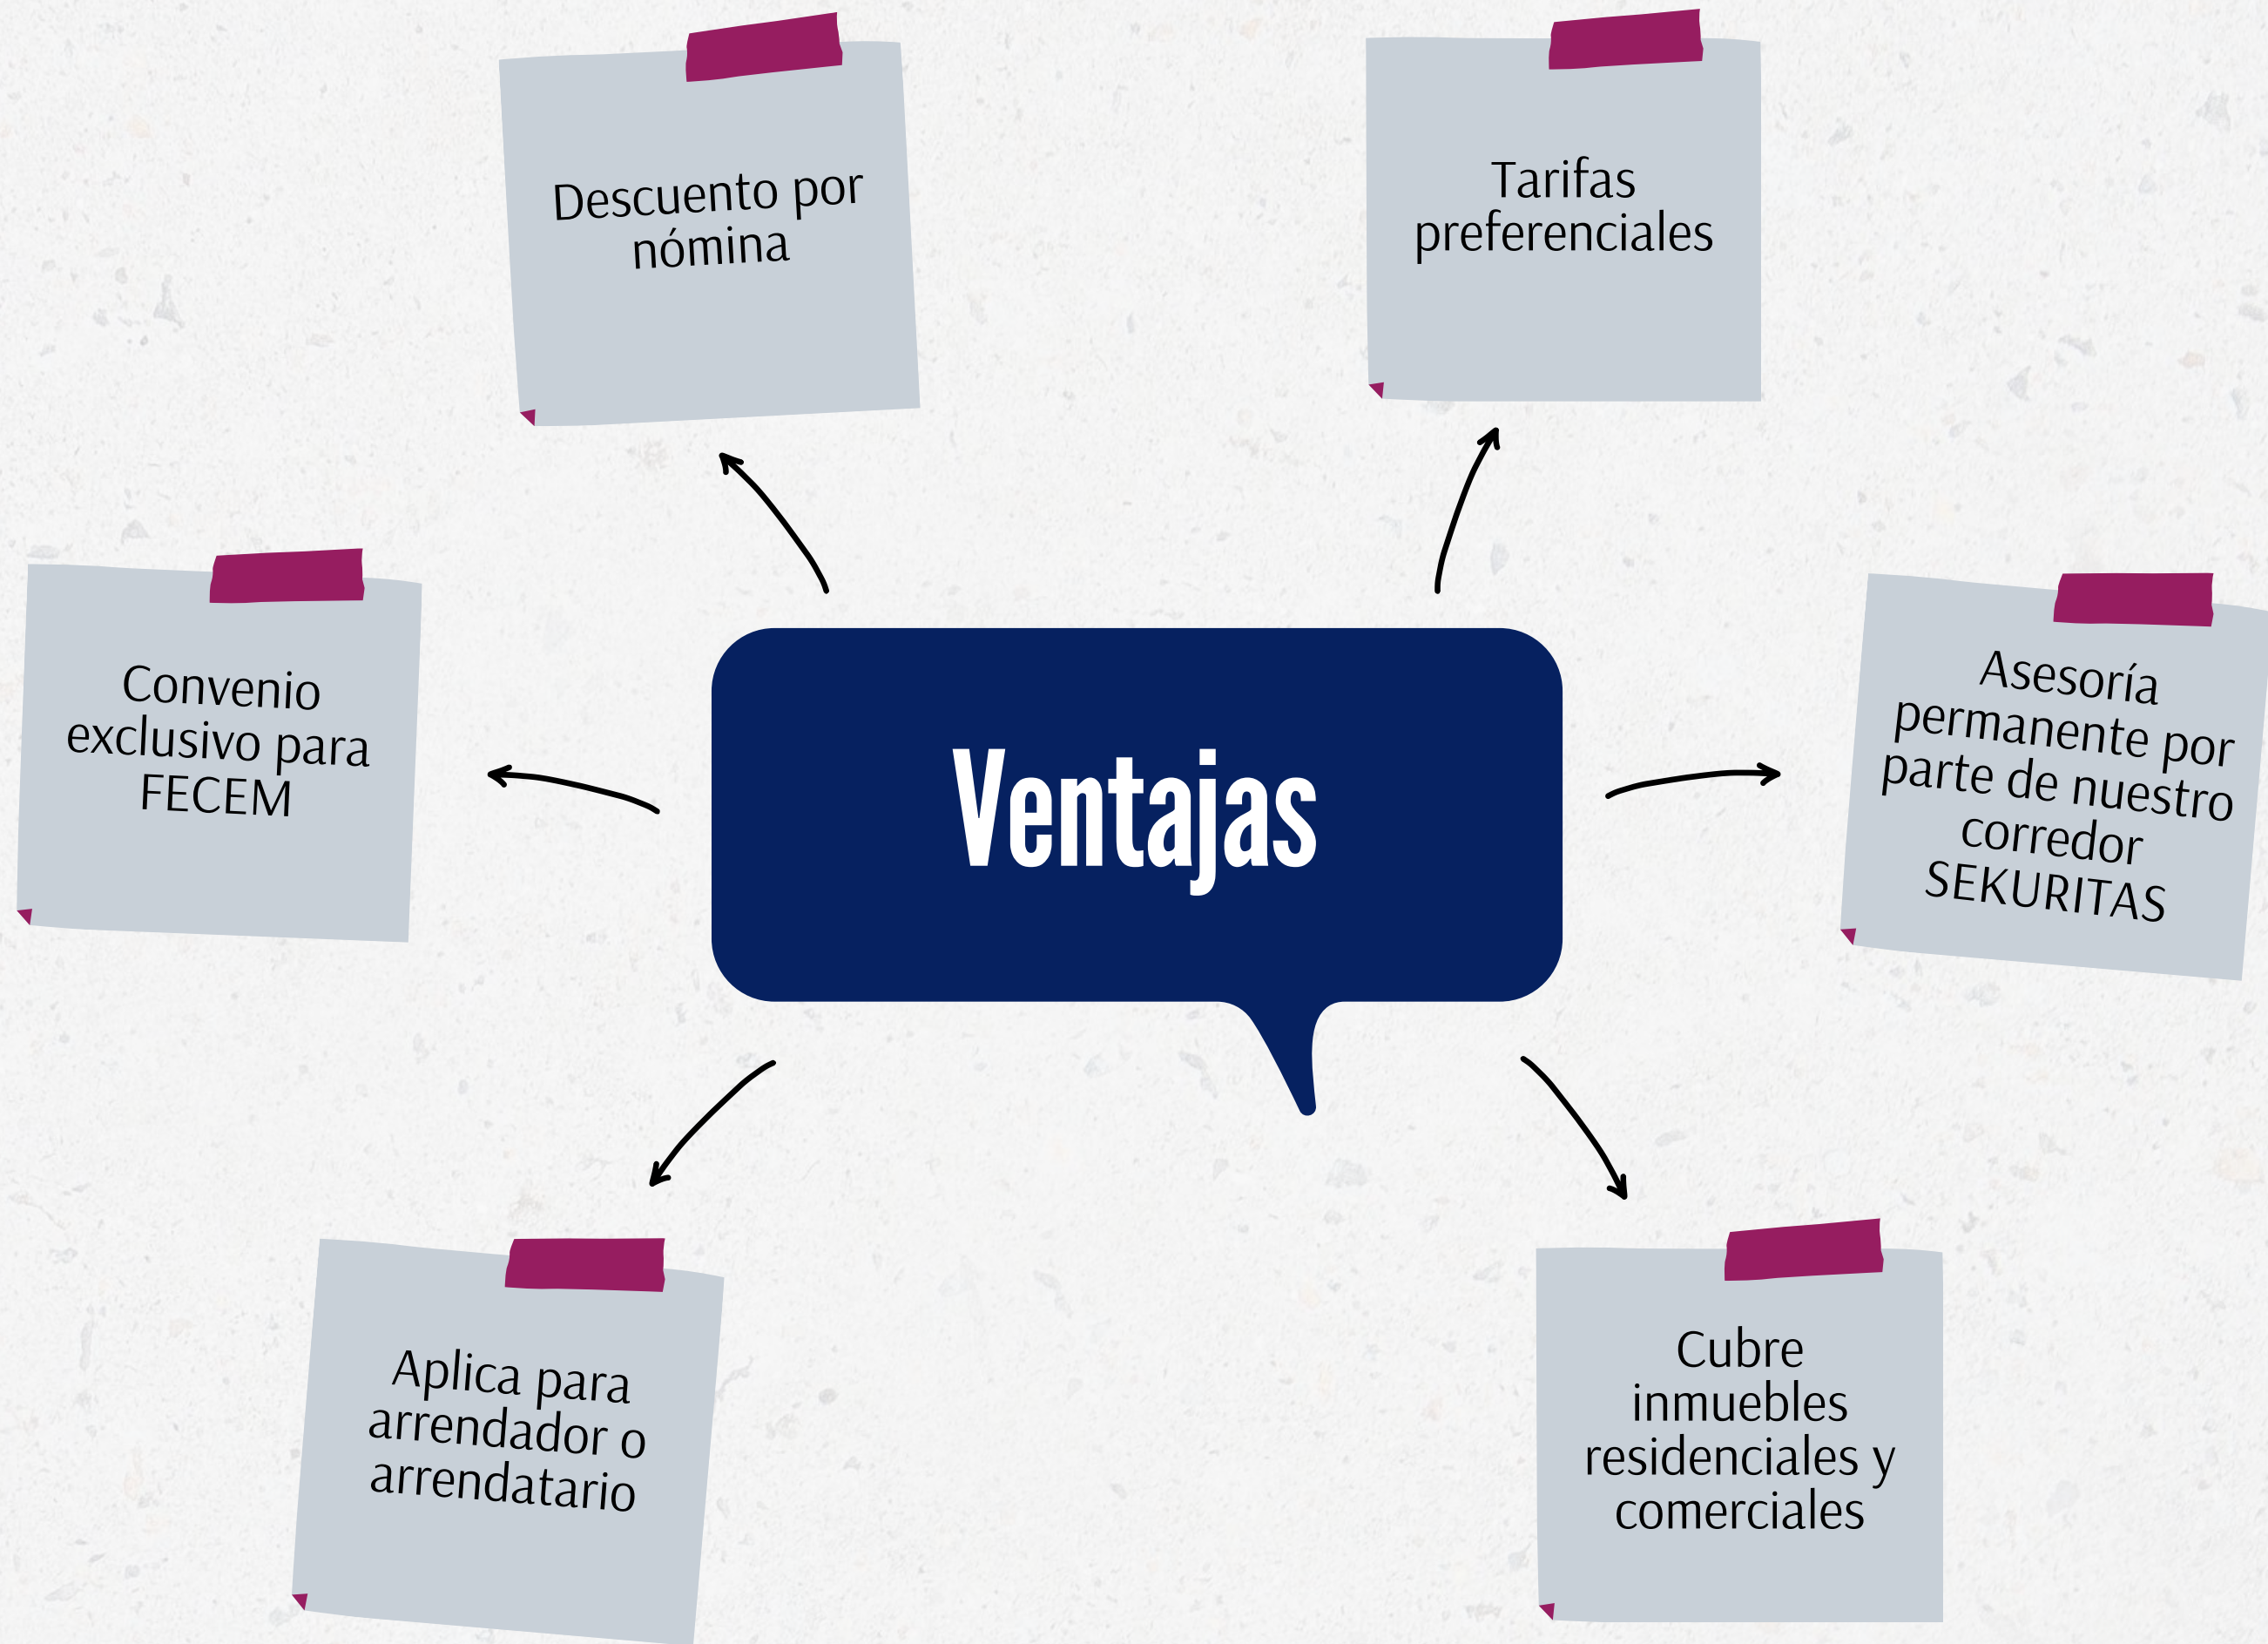 Descuento por
nómina
Tarifas
preferenciales
Convenio
exclusivo para
FECEM
Ventajas
Asesoría
permanente por
parte de nuestro
corredor
SEKURITAS
Aplica para
arrendador o
arrendatario
Cubre
inmuebles
residenciales y
comerciales